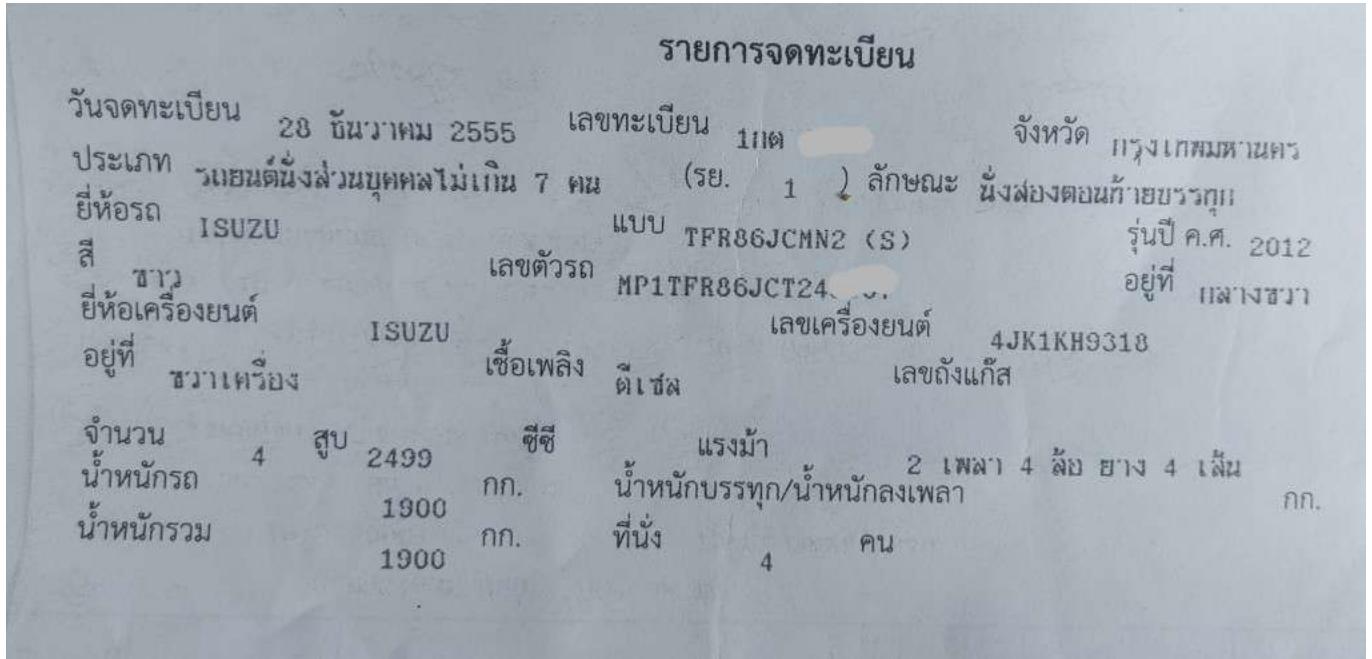 รายการจดทะเบียน
วันจดทะเบียน 28 ธันวาคม 2555 เลขทะเบียน 1กต จังหวัด กรุงเทพมหานคร
ประเภท รถยนต์นั่งส่วนบุคคลไม่เกิน 7 คน (รย. 1 ) ลักษณะ นั่งสองตอนท้ายบรรทุก
ยี่ห้อรถ ISUZU แบบ TFR86JCMN2 (S) รุ่นปี ค.ศ. 2012
สี ขาว เลขตัวรถ MP1TFR86JCT24 อยู่ที่ กลางขวา
ยี่ห้อเครื่องยนต์ ISUZU เลขเครื่องยนต์ 4JK1KH9318
อยู่ที่ ขวาเครื่อง เชื้อเพลิง ดีเซล เลขถังแก๊ส
จำนวน 4 สูบ 2499 ซีซี แรงม้า 2 เพลา 4 ล้อ ยาง 4 เส้น
น้ำหนักรถ 1900 กก. น้ำหนักบรรทุก/น้ำหนักลงเพลา กก.
น้ำหนักรวม 1900 กก. ที่นั่ง 4 คน